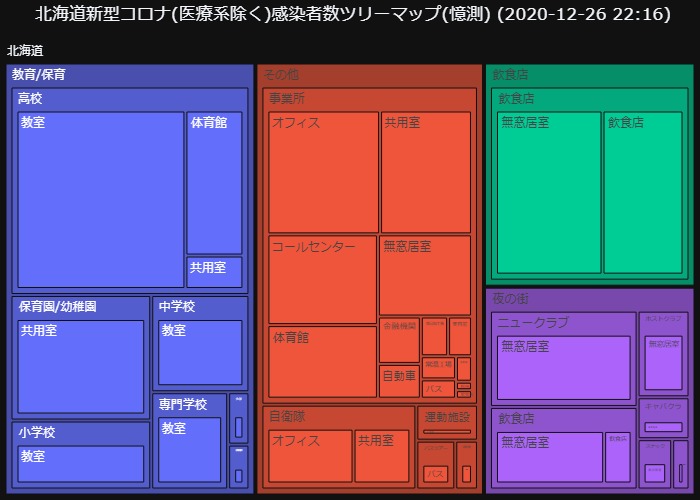 北海道新型コロナ(医療系除く)感染者数ツリーマップ(憶測) (2020-12-26 22:16)
北海道
教育/保育
高校
教室
体育館
共用室
保育園/幼稚園
共用室
中学校
教室
専門学校
教室
小学校
教室
その他
事業所
オフィス
共用室
コールセンター
無窓居室
体育館
金融機関
自動車
バス
自衛隊
オフィス
共用室
運動施設
バス
飲食店
飲食店
無窓居室
飲食店
夜の街
ニュークラブ
無窓居室
ホストクラブ
無窓居室
飲食店
無窓居室
飲食店
キャバクラ